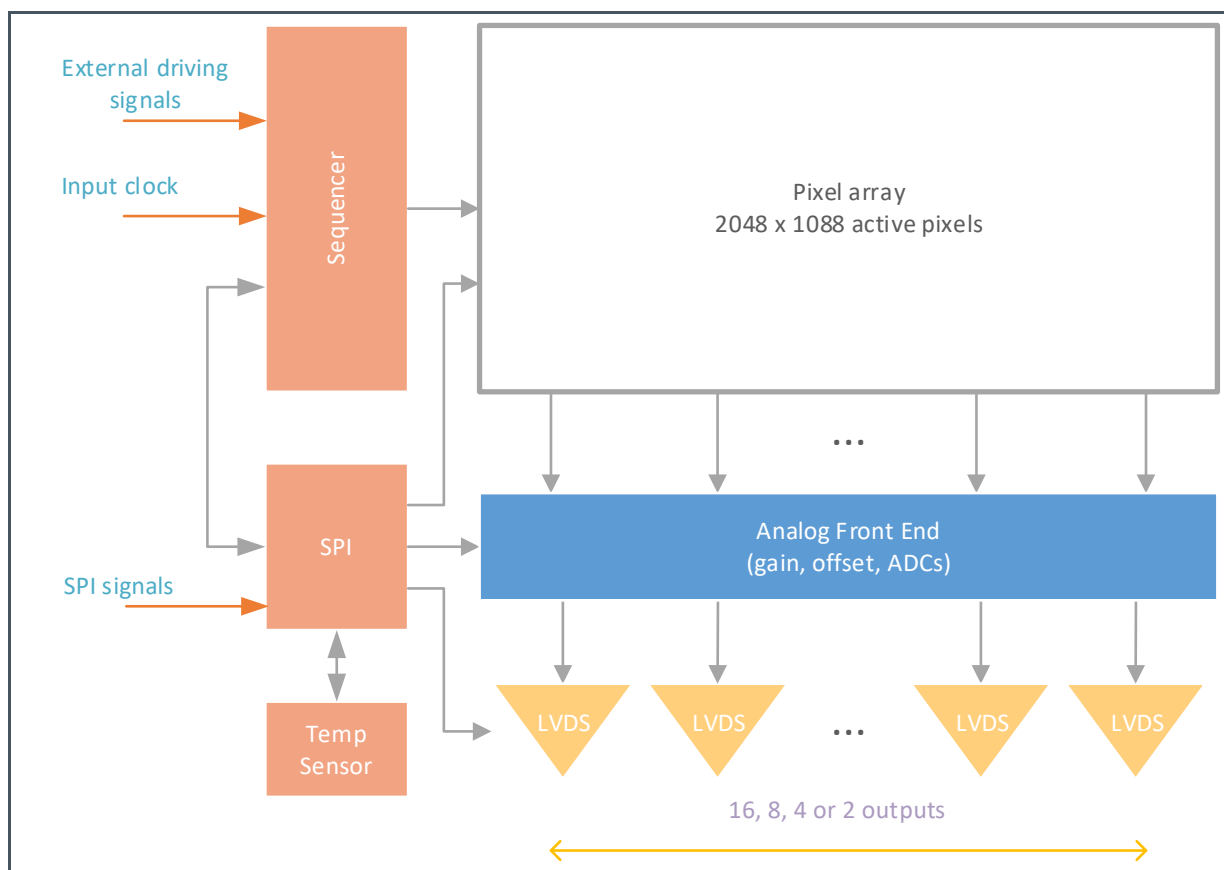 External driving
signals
Input clock
Sequencer
Pixel array
2048 x 1088 active pixels
...
SPI
SPI signals
Analog Front End
(gain, offset, ADCs)
Temp
Sensor
LVDS
LVDS
...
LVDS
LVDS
16, 8, 4 or 2 outputs